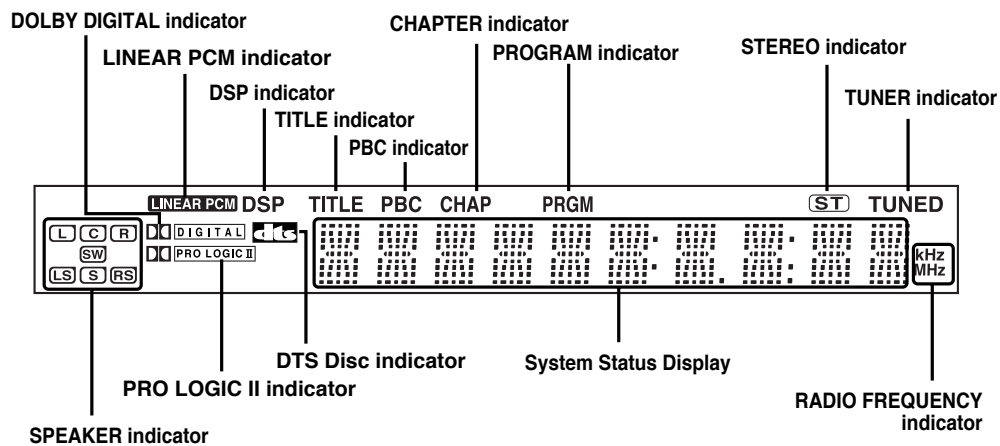 DOLBY DIGITAL indicator
LINEAR PCM indicator
DSP indicator
TITLE indicator
PBC indicator
CHAPTER indicator
PROGRAM indicator
STEREO indicator
TUNER indicator
LINEAR PCM DSP TITLE PBC CHAP PRGM ST TUNED
L C R
SW
LS S RS
DIGITAL dts
PRO LOGIC II
kHz
MHz
DTS Disc indicator
PRO LOGIC II indicator
SPEAKER indicator
System Status Display
RADIO FREQUENCY
indicator